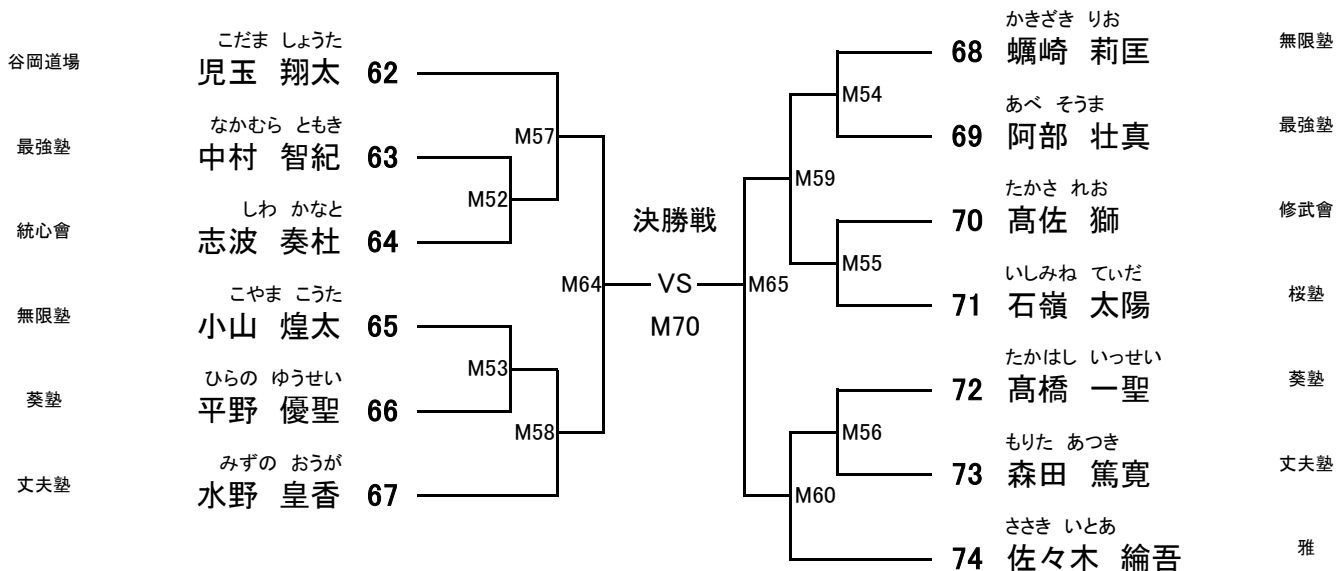 こだま しょうた
谷岡道場 児玉 翔太 62
なかむら ともき
最強塾 中村 智紀 63
しわ かなと
統心會 志波 奏杜 64
こやま こうた
無限塾 小山 煌太 65
ひらの ゆうせい
葵塾 平野 優聖 66
みずの おうが
丈夫塾 水野 皇香 67
M57
M52
M64
M53
M58
決勝戦
VS
M70
M54
M59
M55
M65
M56
M60
かきざき りお
68 蠣崎 莉匡 無限塾
あべ そうま
69 阿部 壮真 最強塾
たかさ れお
70 髙佐 獅 修武會
いしみね てぃだ
71 石嶺 太陽 桜塾
たかはし いっせい
72 髙橋 一聖 葵塾
もりた あつき
73 森田 篤寛 丈夫塾
ささき いとあ
74 佐々木 綸吾 雅